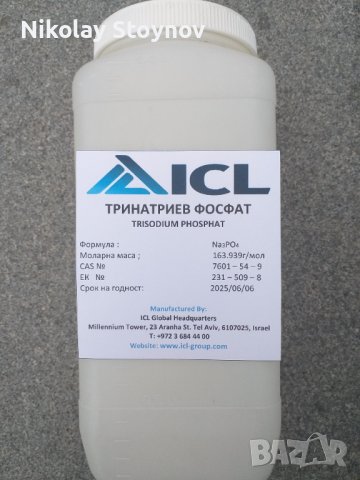 Nikolay Stoynov
ICL
ТРИНАТРИЕВ ФОСФАТ
TRISODIUM PHOSPHAT
Формула : Na₃PO₄
Моларна маса ; 163.939г/мол
CAS № 7601 – 54 – 9
ЕК № 231 – 509 – 8
Срок на годност: 2025/06/06
Manufactured By:
ICL Global Headquarters
Millennium Tower, 23 Aranha St. Tel Aviv, 6107025, Israel
T: +972 3 684 44 00
Website: www.icl-group.com
BAZAR